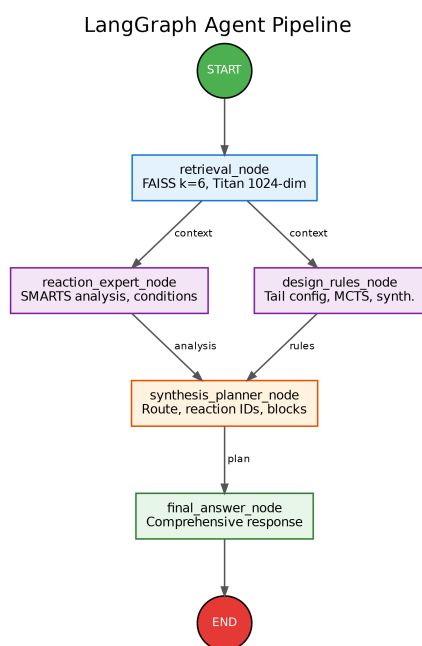 LangGraph Agent Pipeline
START
retrieval_node
FAISS k=6, Titan 1024-dim
context
context
reaction_expert_node
SMARTS analysis, conditions
design_rules_node
Tail config, MCTS, synth.
analysis
rules
synthesis_planner_node
Route, reaction IDs, blocks
plan
final_answer_node
Comprehensive response
END